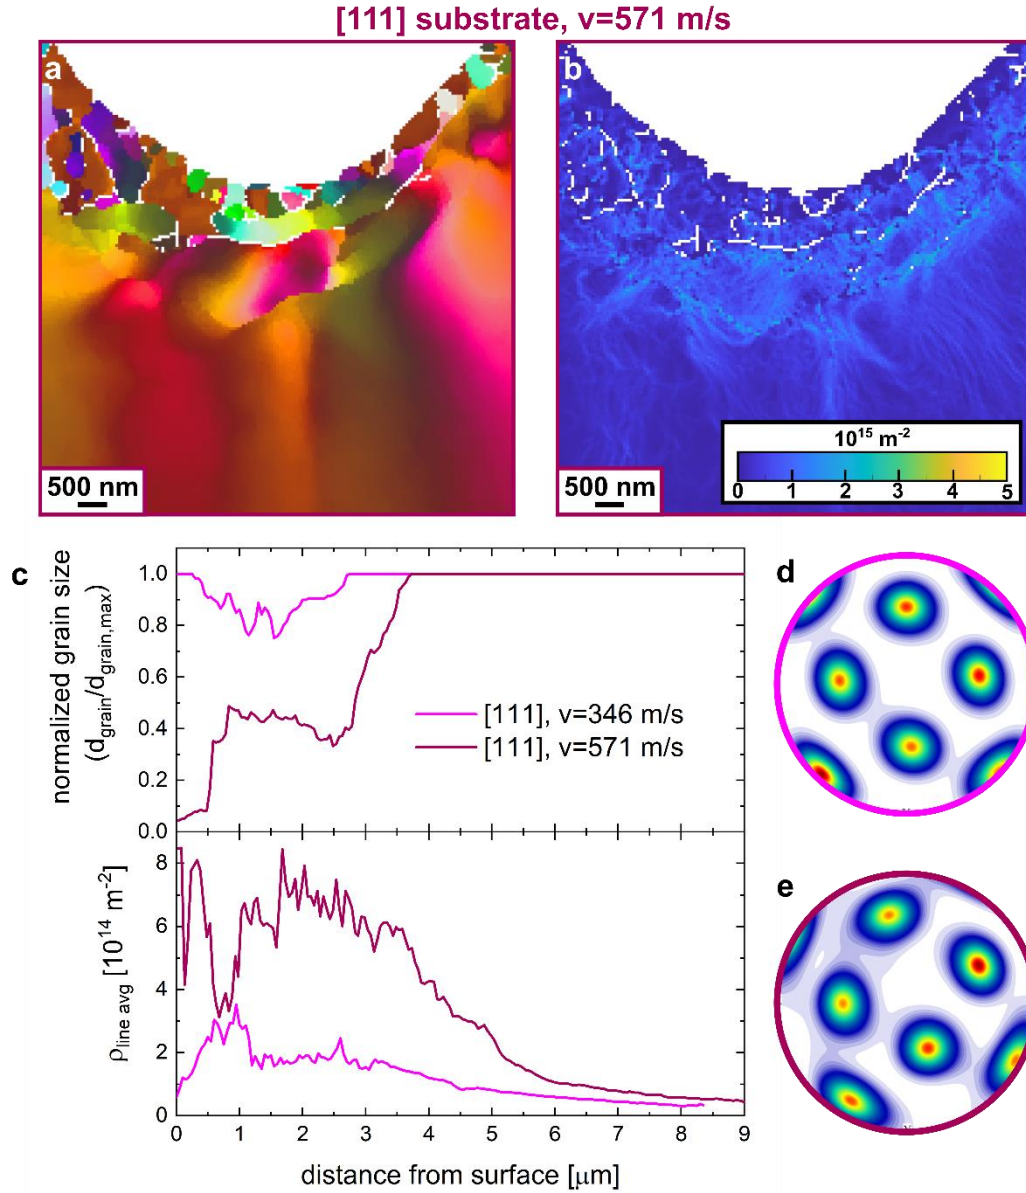 [111] substrate, v=571 m/s
a
b
500 nm
500 nm
10¹⁵ m⁻²
0 1 2 3 4 5
c
normalized grain size
(d_grain/d_grain,max)
1.0
0.8
0.6
0.4
0.2
0.0
[111], v=346 m/s
[111], v=571 m/s
d
ρ_line avg [10¹⁴ m⁻²]
8
6
4
2
0
e
0 1 2 3 4 5 6 7 8 9
distance from surface [μm]